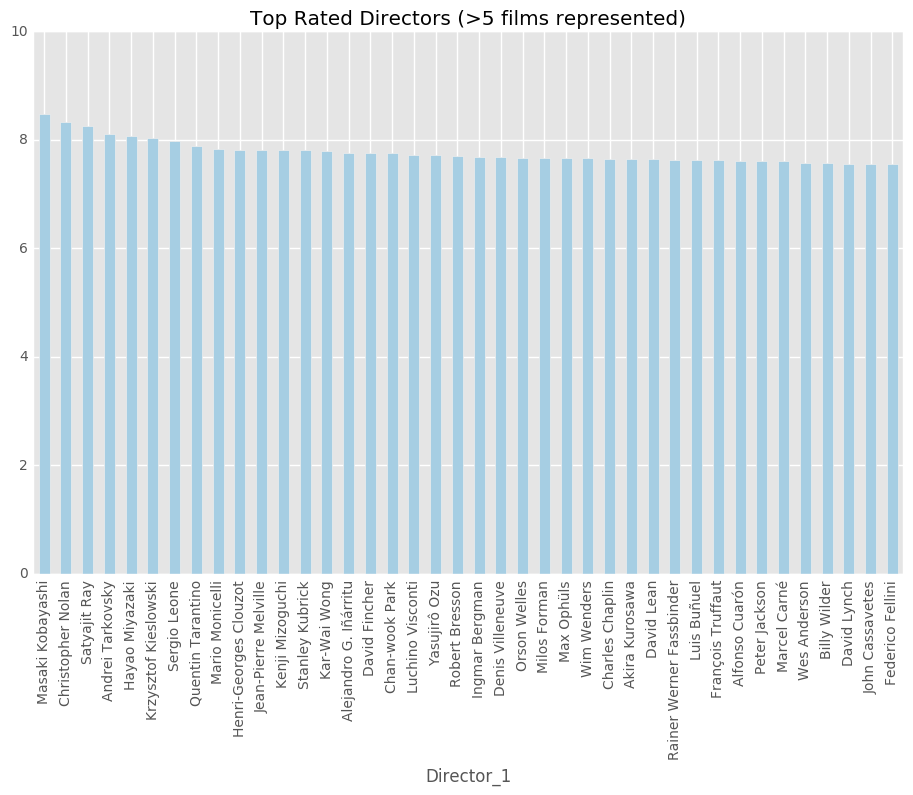 Top Rated Directors (>5 films represented)
10
8
6
4
2
0
Masaki Kobayashi
Christopher Nolan
Satyajit Ray
Andrei Tarkovsky
Hayao Miyazaki
Krzysztof Kieslowski
Sergio Leone
Quentin Tarantino
Mario Monicelli
Henri-Georges Clouzot
Jean-Pierre Melville
Kenji Mizoguchi
Stanley Kubrick
Kar-Wai Wong
Alejandro G. Iñárritu
David Fincher
Chan-wook Park
Luchino Visconti
Yasujirô Ozu
Robert Bresson
Ingmar Bergman
Denis Villeneuve
Orson Welles
Milos Forman
Max Ophüls
Wim Wenders
Charles Chaplin
Akira Kurosawa
David Lean
Rainer Werner Fassbinder
Luis Buñuel
François Truffaut
Alfonso Cuarón
Peter Jackson
Marcel Carné
Wes Anderson
Billy Wilder
David Lynch
John Cassavetes
Federico Fellini
Director_1